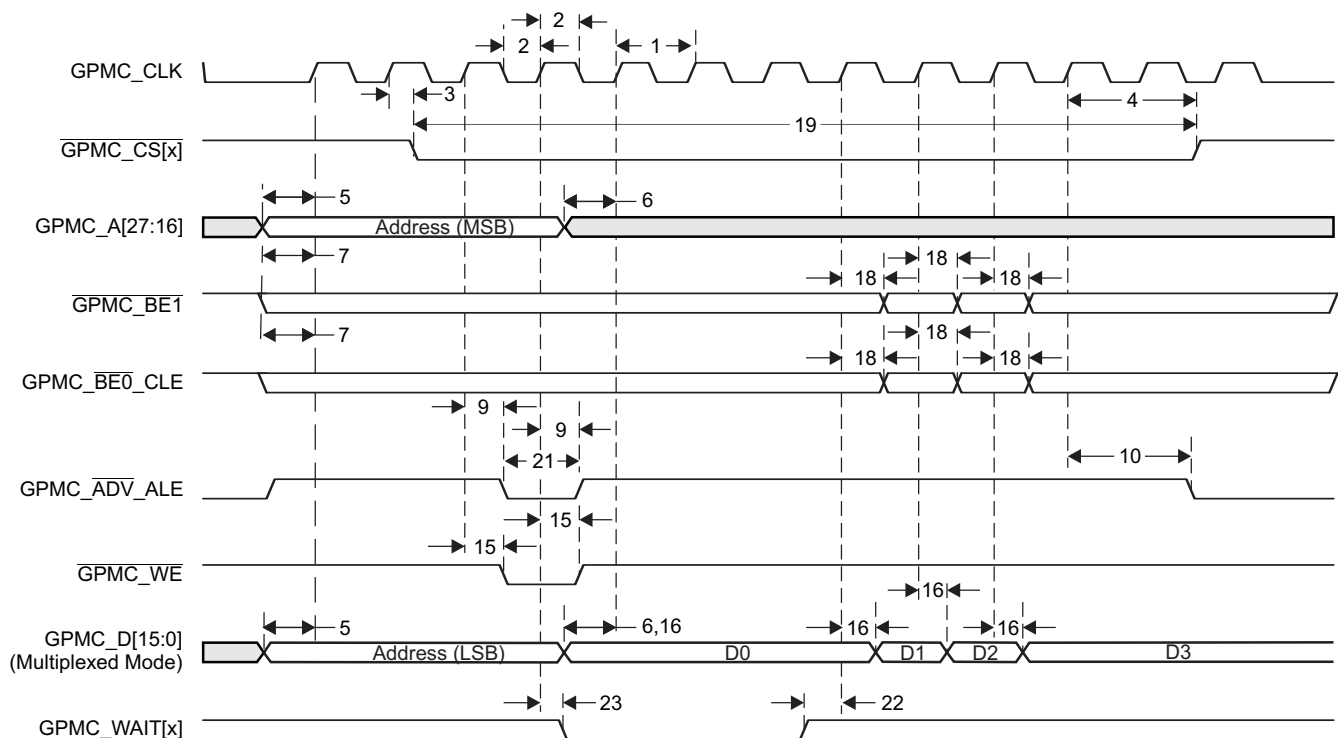 2
2
1
GPMC_CLK
3
4
19
GPMC_CS[x]
5
6
GPMC_A[27:16]
Address (MSB)
7
18
18
18
GPMC_BE1
7
18
18
18
GPMC_BE0_CLE
9
9
21
10
GPMC_ADV_ALE
15
15
GPMC_WE
16
5
6,16
16
16
GPMC_D[15:0]
(Multiplexed Mode)
Address (LSB)
D0
D1
D2
D3
23
22
GPMC_WAIT[x]